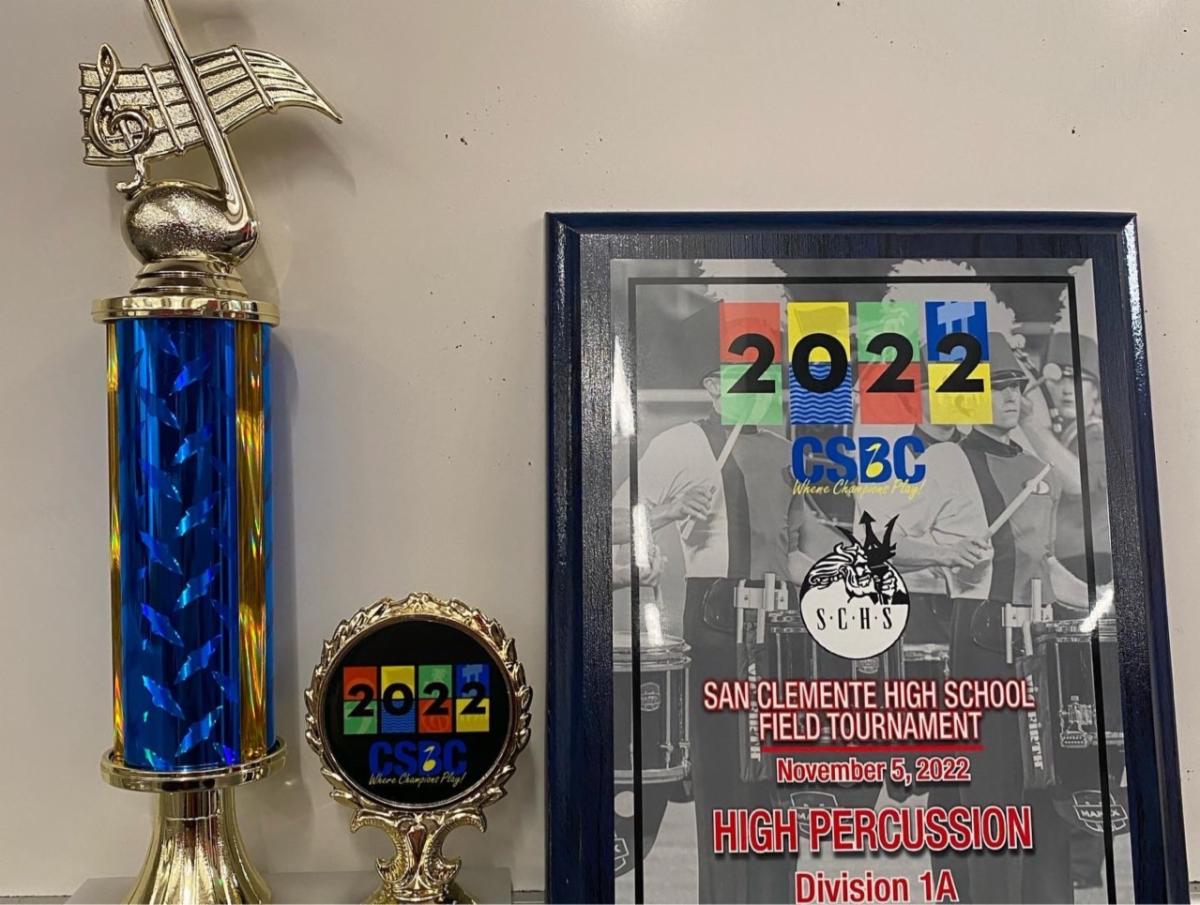 2022
CSBC
Where Champions Play!
2022
CSBC
Where Champions Play!
S·C·H·S
SAN CLEMENTE HIGH SCHOOL
FIELD TOURNAMENT
November 5, 2022
HIGH PERCUSSION
Division 1A
MAPEX